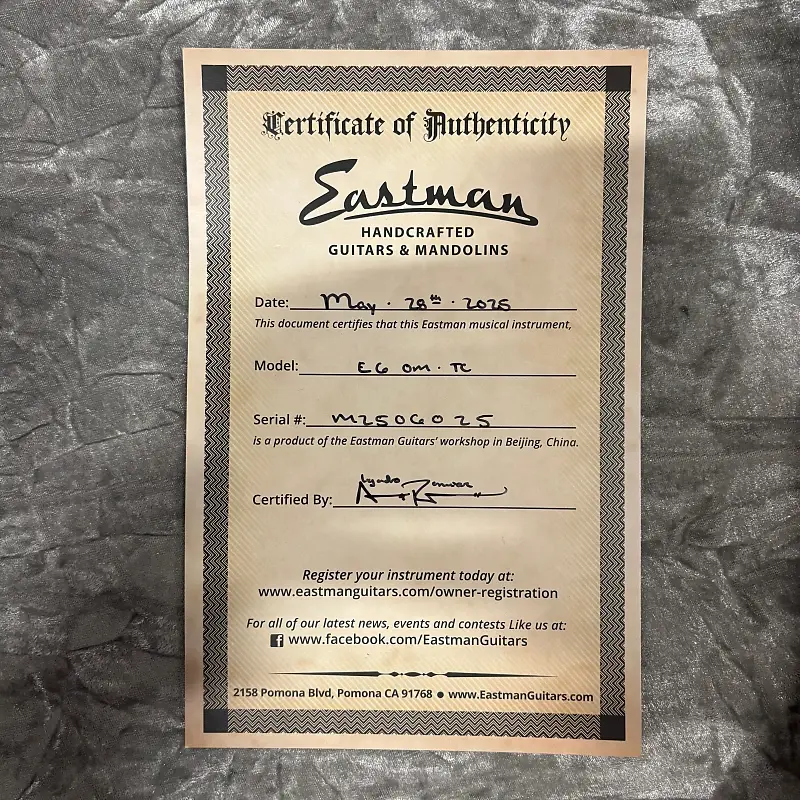 Certificate of Authenticity
Eastman
HANDCRAFTED
GUITARS & MANDOLINS
Date: May · 28th · 2025
This document certifies that this Eastman musical instrument,
Model: E6 OM · TC
Serial #: M2506025
is a product of the Eastman Guitars' workshop in Beijing, China.
Certified By:
Register your instrument today at:
www.eastmanguitars.com/owner-registration
For all of our latest news, events and contests Like us at:
f www.facebook.com/EastmanGuitars
2158 Pomona Blvd, Pomona CA 91768 ● www.EastmanGuitars.com